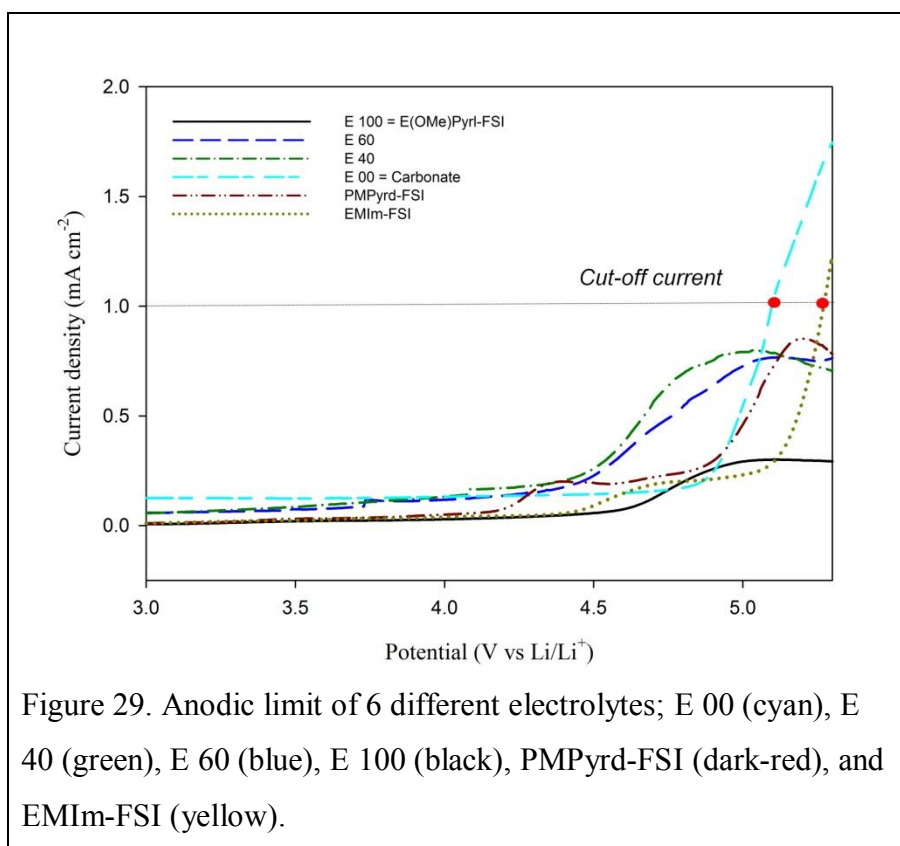 2.0
1.5
1.0
0.5
0.0
Current density (mA cm⁻²)
E 100 = E(OMe)Pyrl-FSI
E 60
E 40
E 00 = Carbonate
PMPyrd-FSI
EMIm-FSI
Cut-off current
3.0 3.5 4.0 4.5 5.0
Potential (V vs Li/Li⁺)
Figure 29. Anodic limit of 6 different electrolytes; E 00 (cyan), E
40 (green), E 60 (blue), E 100 (black), PMPyrd-FSI (dark-red), and
EMIm-FSI (yellow).